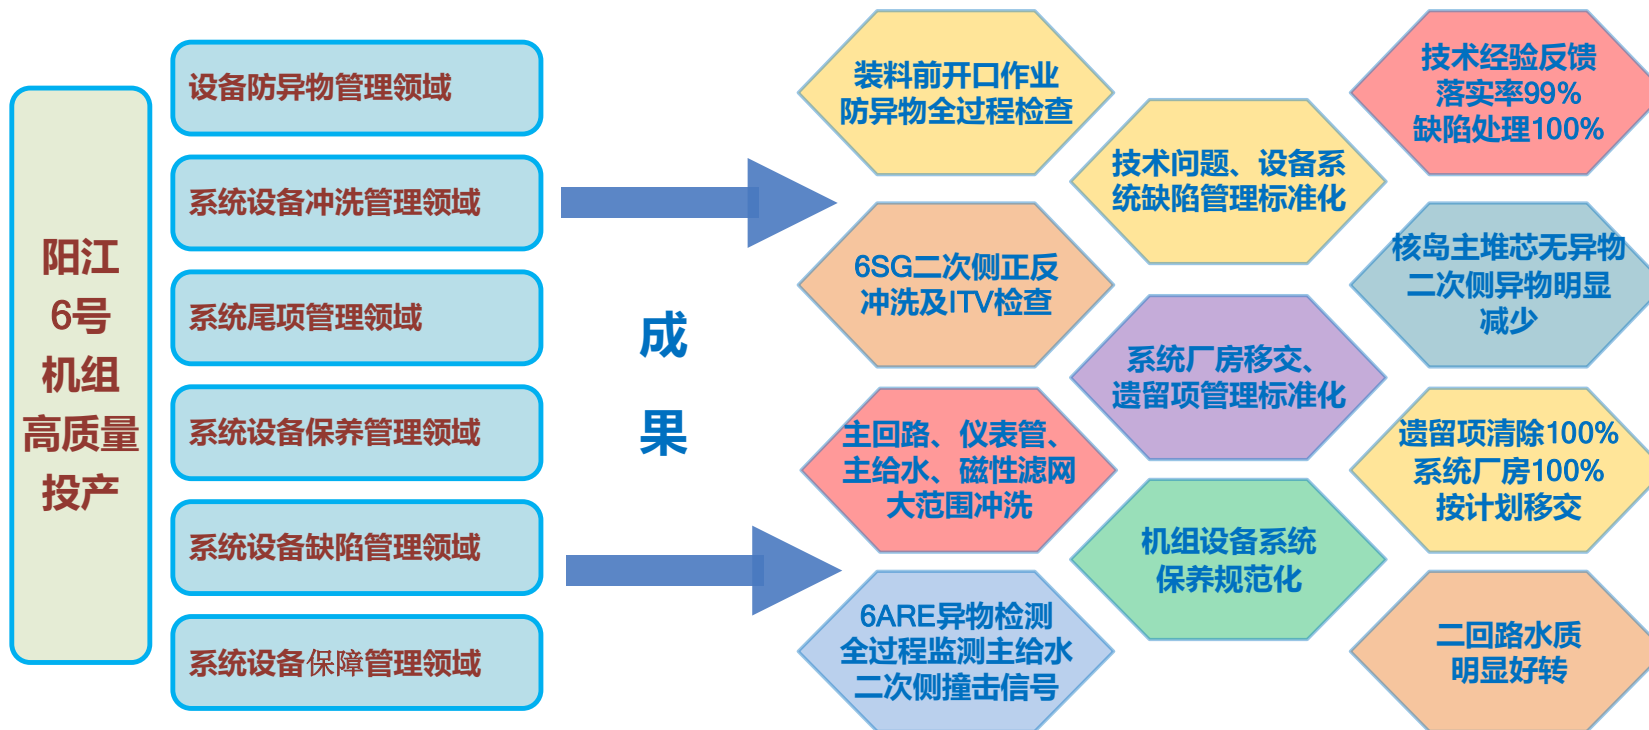 阳江
6号
机组
高质量
投产
设备防异物管理领域
系统设备冲洗管理领域
系统尾项管理领域
系统设备保养管理领域
系统设备缺陷管理领域
系统设备保障管理领域
成
果
装料前开口作业
防异物全过程检查
6SG二次侧正反
冲洗及ITV检查
主回路、仪表管、
主给水、磁性滤网
大范围冲洗
6ARE异物检测
全过程监测主给水
二次侧撞击信号
技术问题、设备系
统缺陷管理标准化
系统厂房移交、
遗留项管理标准化
机组设备系统
保养规范化
技术经验反馈
落实率99%
缺陷处理100%
核岛主堆芯无异物
二次侧异物明显
减少
遗留项清除100%
系统厂房100%
按计划移交
二回路水质
明显好转